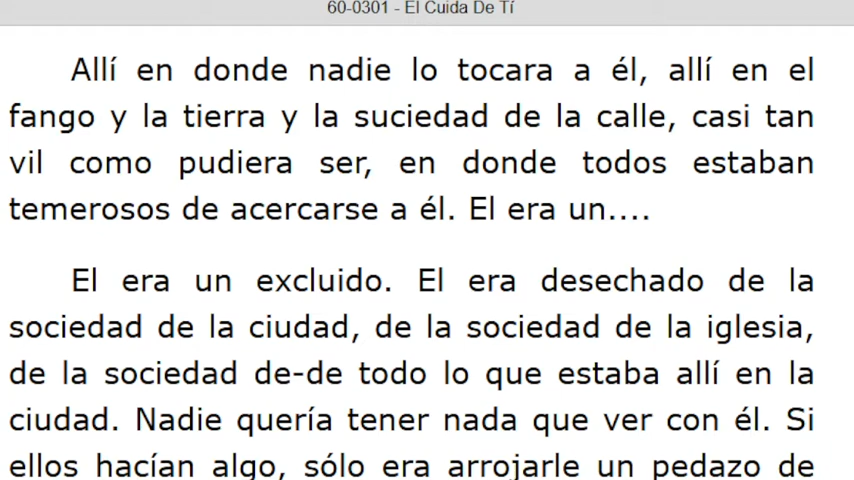 60-0301 - El Cuida De Tí
Allí en donde nadie lo tocara a él, allí en el
fango y la tierra y la suciedad de la calle, casi tan
vil como pudiera ser, en donde todos estaban
temerosos de acercarse a él. El era un....
El era un excluido. El era desechado de la
sociedad de la ciudad, de la sociedad de la iglesia,
de la sociedad de-de todo lo que estaba allí en la
ciudad. Nadie quería tener nada que ver con él. Si
ellos hacían algo, sólo era arrojarle un pedazo de